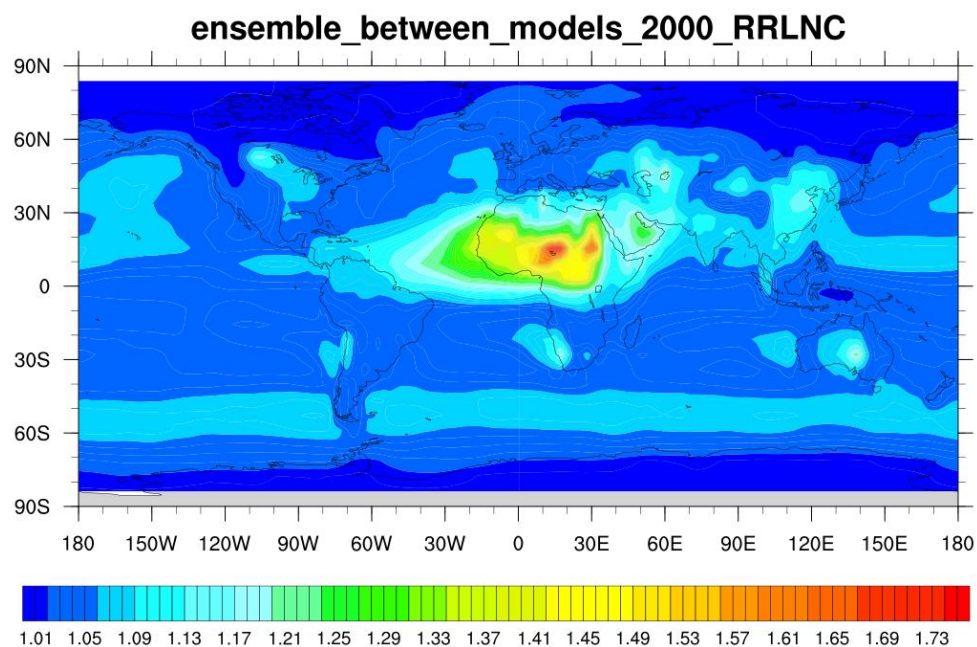 ensemble_between_models_2000_RRLNC
90N
60N
30N
0
30S
60S
90S
180 150W 120W 90W 60W 30W 0 30E 60E 90E 120E 150E 180
1.01 1.05 1.09 1.13 1.17 1.21 1.25 1.29 1.33 1.37 1.41 1.45 1.49 1.53 1.57 1.61 1.65 1.69 1.73